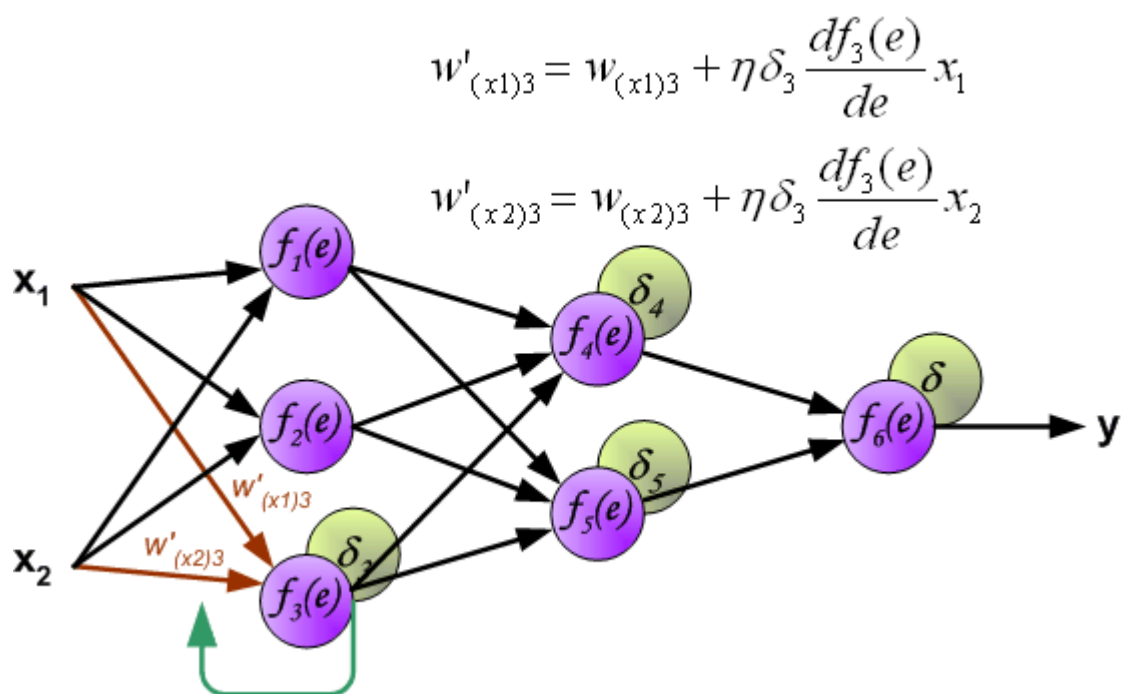 w'(x1)3 = w(x1)3 + ηδ3 df3(e)/de x1
w'(x2)3 = w(x2)3 + ηδ3 df3(e)/de x2
x1
f1(e)
δ4
f4(e)
f2(e)
δ
f6(e)
y
w'(x1)3
δ5
f5(e)
x2
w'(x2)3
δ3
f3(e)